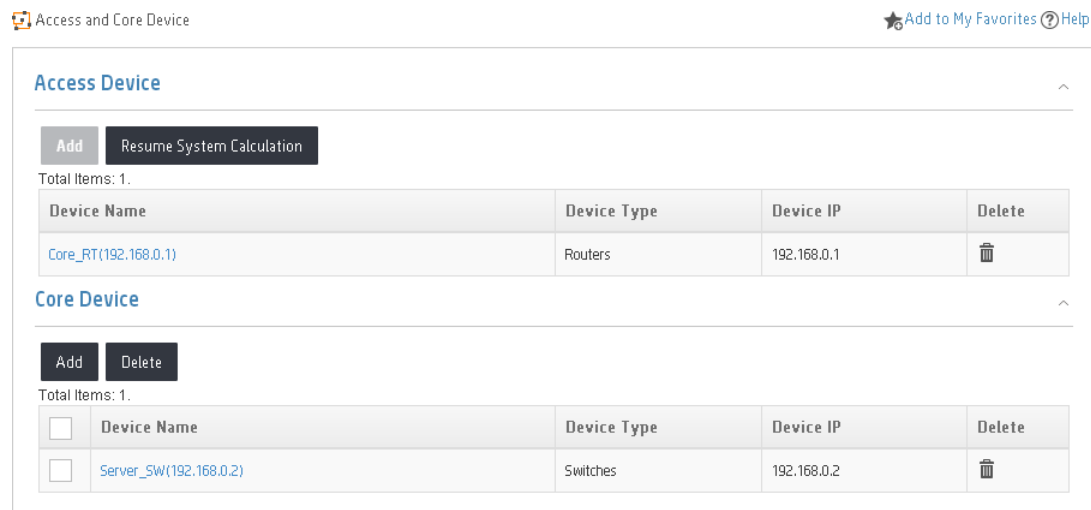 Access and Core Device Add to My Favorites Help
Access Device
Add Resume System Calculation
Total Items: 1.
Device Name Device Type Device IP Delete
Core_RT(192.168.0.1) Routers 192.168.0.1
Core Device
Add Delete
Total Items: 1.
Device Name Device Type Device IP Delete
Server_SW(192.168.0.2) Switches 192.168.0.2